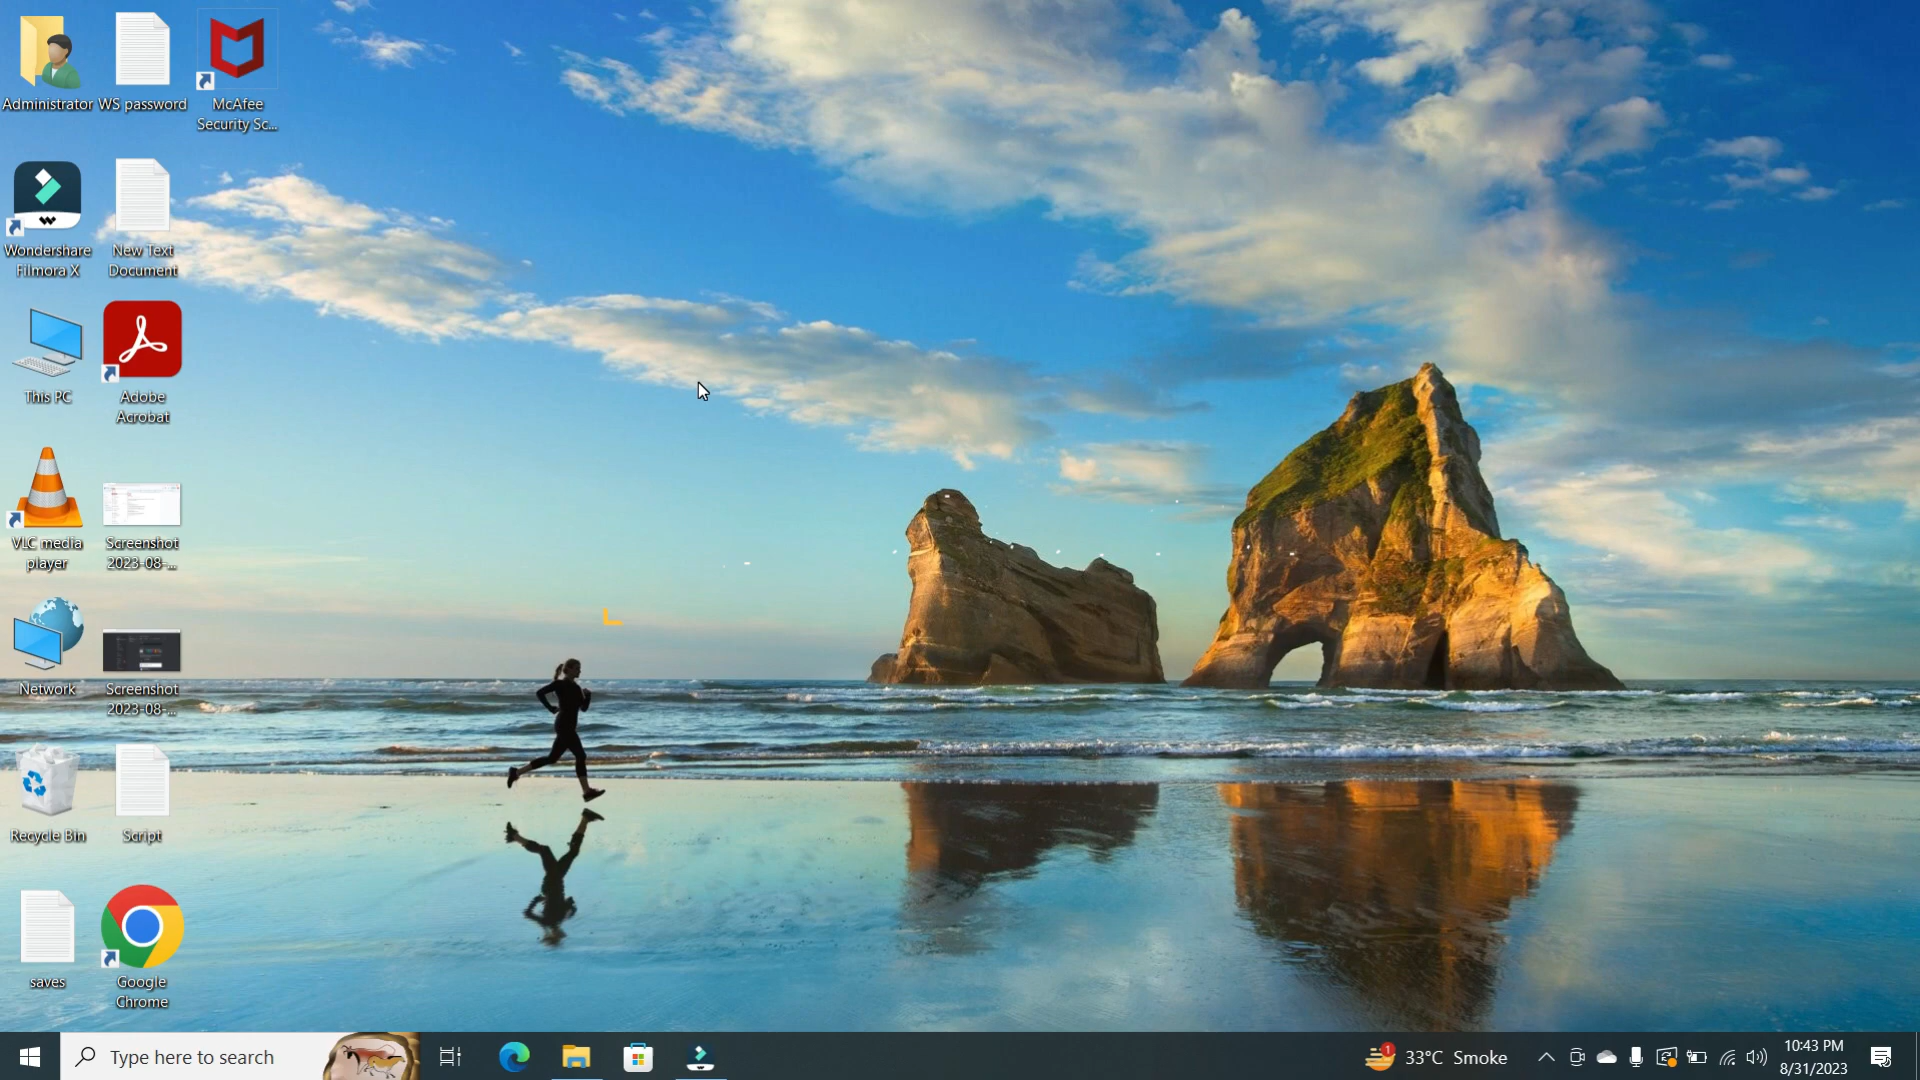 Administrator
WS password
McAfee
Security Sc...
Wondershare
Filmora X
New Text
Document
This PC
Adobe
Acrobat
VLC media
player
Screenshot
2023-08-...
Network
Screenshot
2023-08-...
Recycle Bin
Script
saves
Google
Chrome
Type here to search
1
33°C Smoke
10:43 PM
8/31/2023